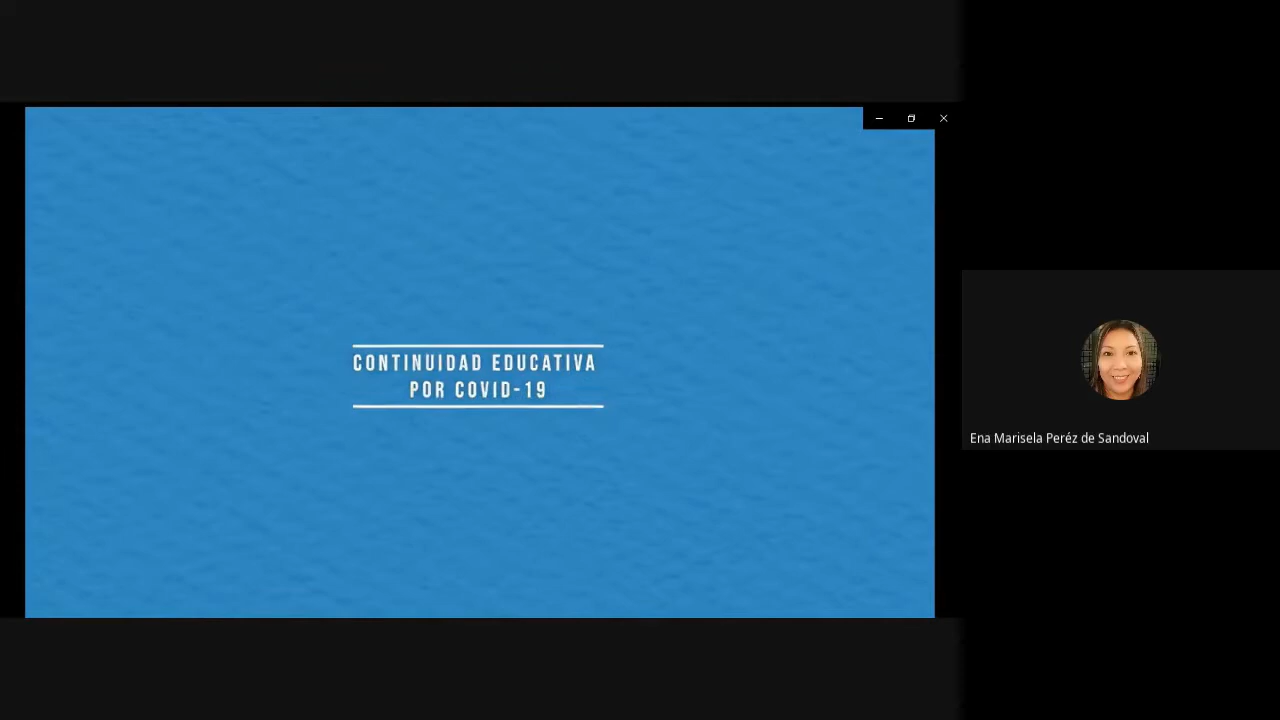 CONTINUIDAD EDUCATIVA
POR COVID-19
Ena Marisela Peréz de Sandoval